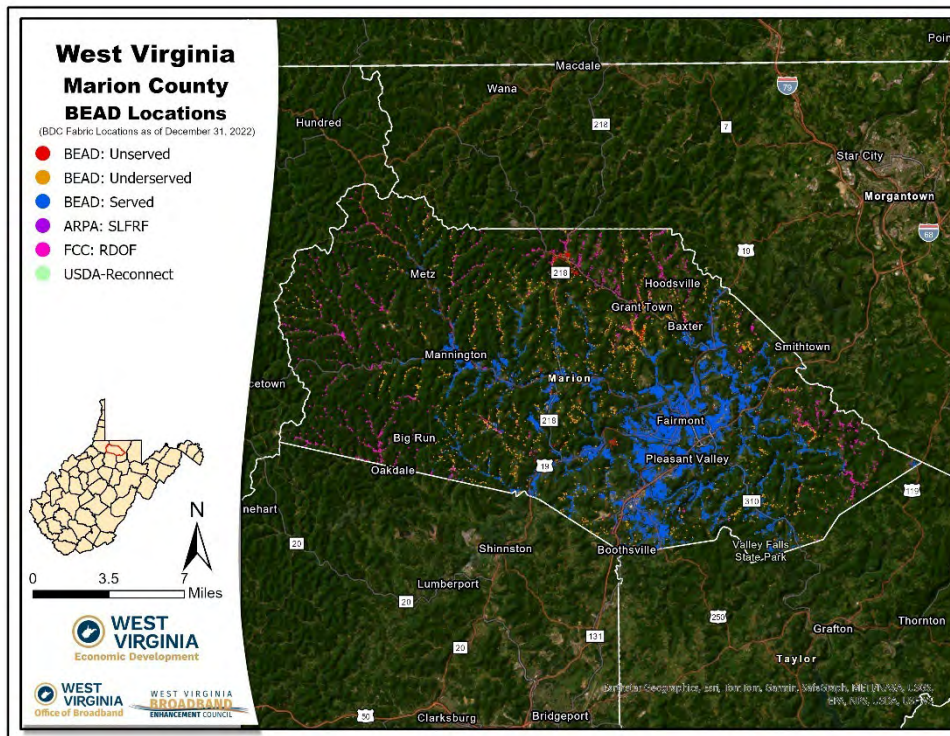 West Virginia
Marion County
BEAD Locations
(BDC Fabric Locations as of December 31, 2022)
BEAD: Unserved
BEAD: Underserved
BEAD: Served
ARPA: SLFRF
FCC: RDOF
USDA-Reconnect
N
0 3.5 7
Miles
WEST
VIRGINIA
Economic Development
WEST
VIRGINIA
Office of Broadband
WEST VIRGINIA
BROADBAND
ENHANCEMENT COUNCIL
Macdale
Wana
79
Hundred
218
7
Star City
Morgantown
68
19
Metz
218
Hoodsville
Grant Town
Baxter
Smithtown
Mannington
Marion
218
Fairmont
Big Run
Pleasant Valley
Oakdale
19
310
119
Valley Falls
State Park
Boothsville
20
Shinnston
Lumberport
20
250
Thornton
Grafton
131
Taylor
20
50
Clarksburg
Bridgeport